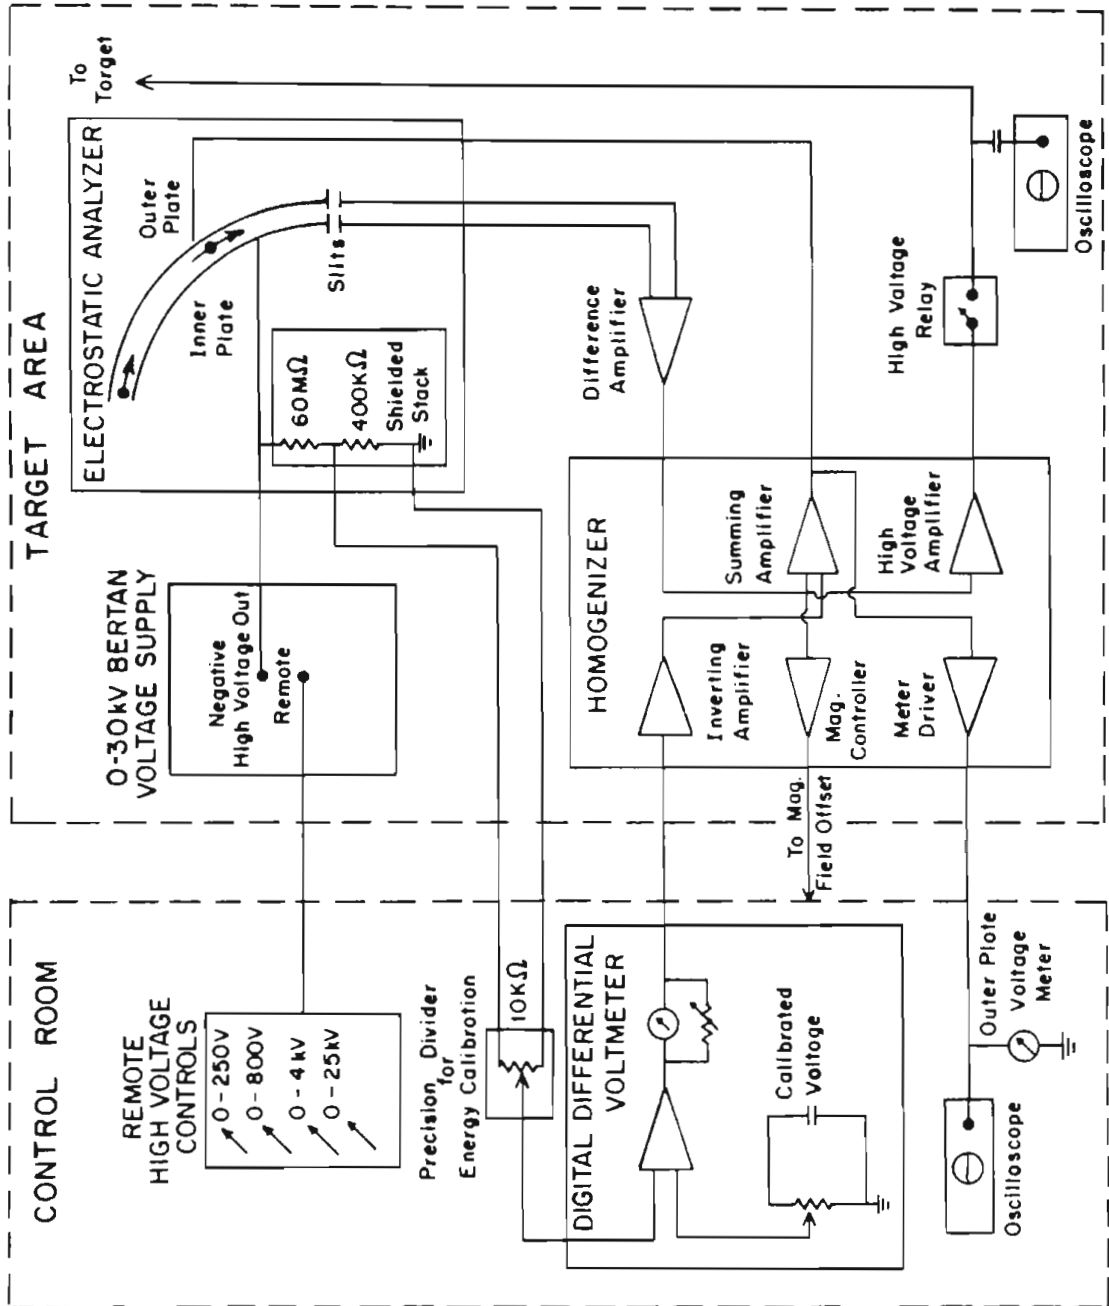 TARGET AREA
CONTROL ROOM
To
Torget
ELECTROSTATIC ANALYZER
Outer
Plate
Inner
Plate
Slits
60MΩ
400KΩ
Shielded
Stack
0-30kV BERTAN
VOLTAGE SUPPLY
Negative
High Voltage Out
Remote
REMOTE
HIGH VOLTAGE
CONTROLS
0-250V
0-800V
0-4kV
0-25kV
Precision Divider
for
Energy Calibrotion
10KΩ
Difference
Amplifier
HOMOGENIZER
Summing
Amplifier
High
Voltage
Amplifier
Inverting
Amplifier
Mag.
Controller
Meter
Driver
High Voltage
Relay
Oscilloscope
To Mag.
Field Offset
DIGITAL DIFFERENTIAL
VOLTMETER
Calibrated
Voltage
Outer Plote
Voltage
Meter
Oscilloscope